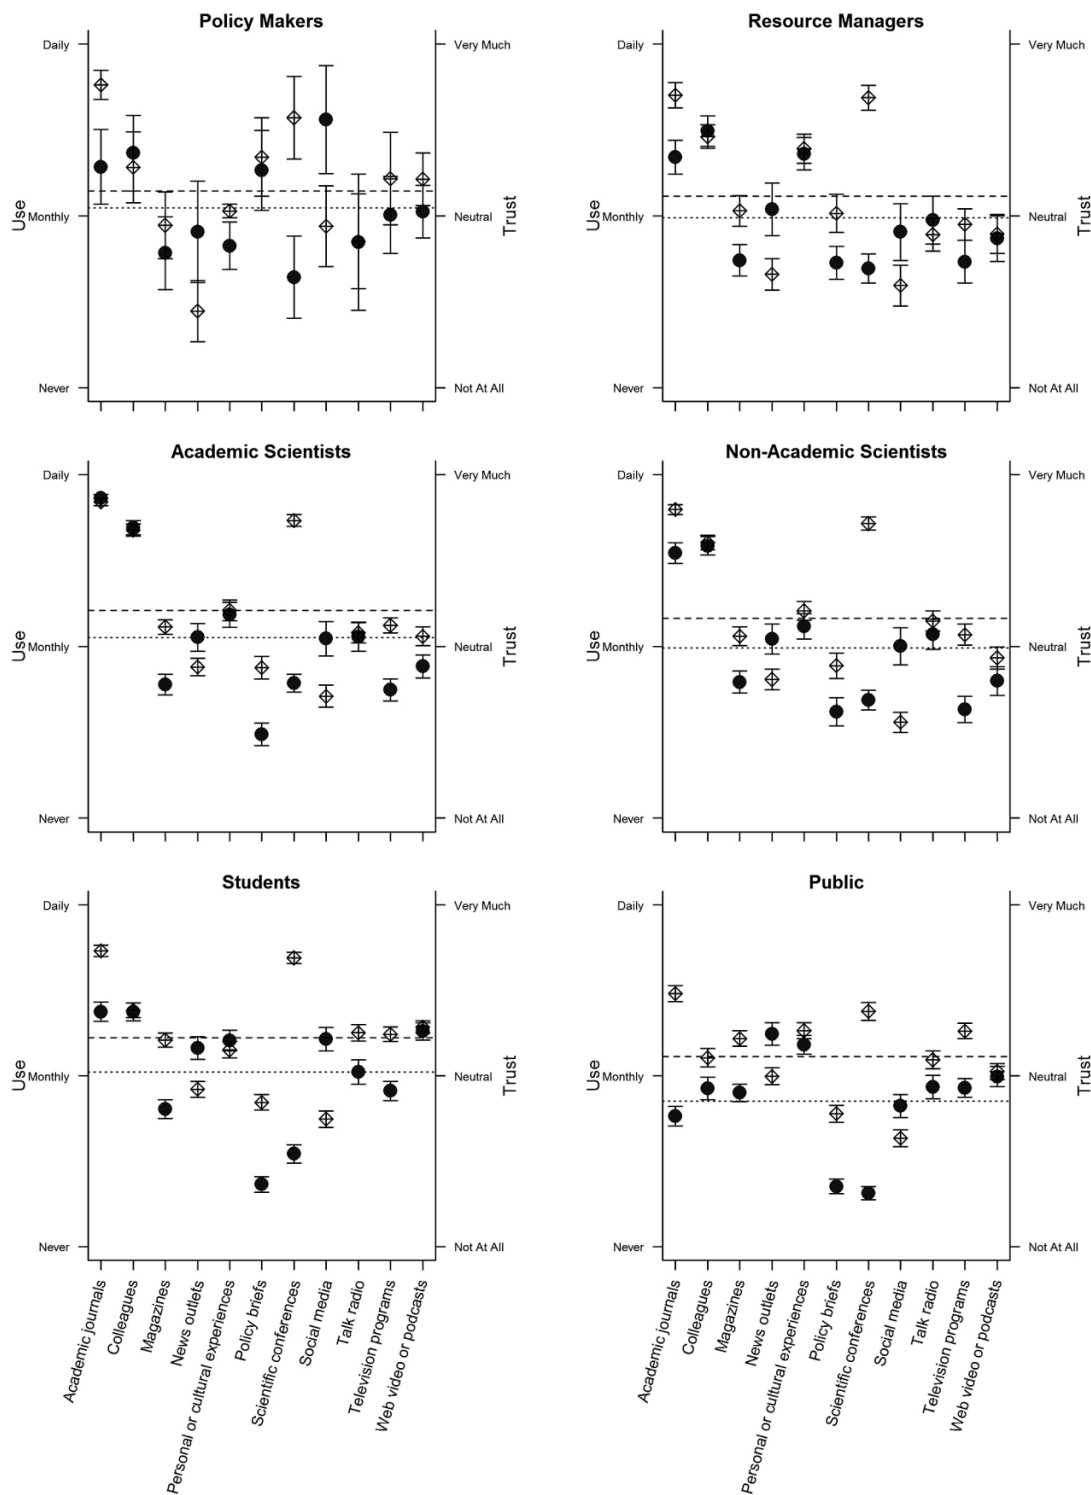 Policy Makers
Daily
Monthly
Never
Use
Very Much
Neutral
Not At All
Trust
Resource Managers
Daily
Monthly
Never
Use
Very Much
Neutral
Not At All
Trust
Academic Scientists
Daily
Monthly
Never
Use
Very Much
Neutral
Not At All
Trust
Non-Academic Scientists
Daily
Monthly
Never
Use
Very Much
Neutral
Not At All
Trust
Students
Daily
Monthly
Never
Use
Very Much
Neutral
Not At All
Trust
Academic journals
Colleagues
Magazines
News outlets
Personal or cultural experiences
Policy briefs
Scientific conferences
Social media
Talk radio
Television programs
Web video or podcasts
Public
Daily
Monthly
Never
Use
Very Much
Neutral
Not At All
Trust
Academic journals
Colleagues
Magazines
News outlets
Personal or cultural experiences
Policy briefs
Scientific conferences
Social media
Talk radio
Television programs
Web video or podcasts